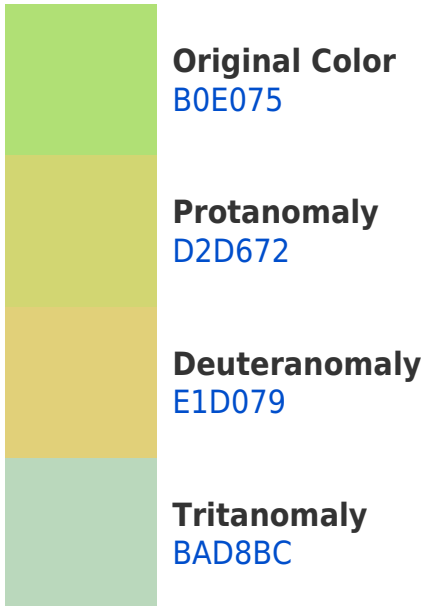 Original Color
B0E075
Protanomaly
D2D672
Deuteranomaly
E1D079
Tritanomaly
BAD8BC